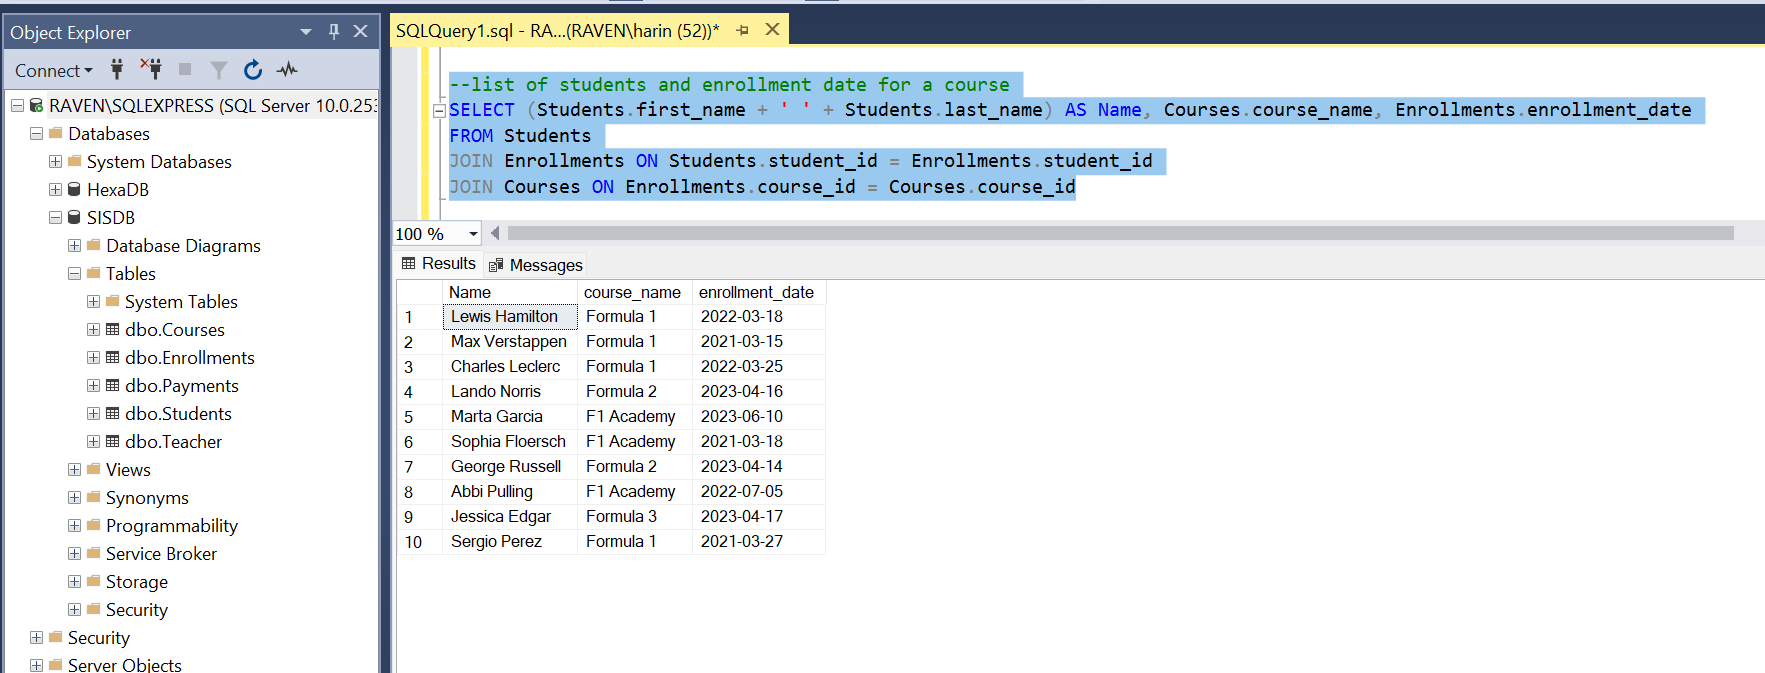 Object Explorer
Connect
RAVEN\SQLEXPRESS (SQL Server 10.0.253
Databases
System Databases
HexaDB
SISDB
Database Diagrams
Tables
System Tables
dbo.Courses
dbo.Enrollments
dbo.Payments
dbo.Students
dbo.Teacher
Views
Synonyms
Programmability
Service Broker
Storage
Security
Security
Server Objects
SQLQuery1.sql - RA...(RAVEN\harin (52))*
--list of students and enrollment date for a course
SELECT (Students.first_name + ' ' + Students.last_name) AS Name, Courses.course_name, Enrollments.enrollment_date
FROM Students
JOIN Enrollments ON Students.student_id = Enrollments.student_id
JOIN Courses ON Enrollments.course_id = Courses.course_id
100 %
Results Messages
Name course_name enrollment_date
1 Lewis Hamilton Formula 1 2022-03-18
2 Max Verstappen Formula 1 2021-03-15
3 Charles Leclerc Formula 1 2022-03-25
4 Lando Norris Formula 2 2023-04-16
5 Marta Garcia F1 Academy 2023-06-10
6 Sophia Floersch F1 Academy 2021-03-18
7 George Russell Formula 2 2023-04-14
8 Abbi Pulling F1 Academy 2022-07-05
9 Jessica Edgar Formula 3 2023-04-17
10 Sergio Perez Formula 1 2021-03-27